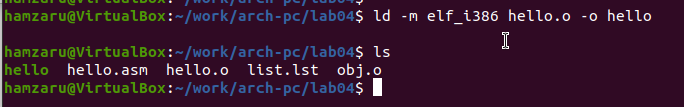 hamzaru@VirtualBox:~/work/arch-pc/lab04$ ld -m elf_i386 hello.o -o hello
hamzaru@VirtualBox:~/work/arch-pc/lab04$ ls
hello hello.asm hello.o list.lst obj.o
hamzaru@VirtualBox:~/work/arch-pc/lab04$